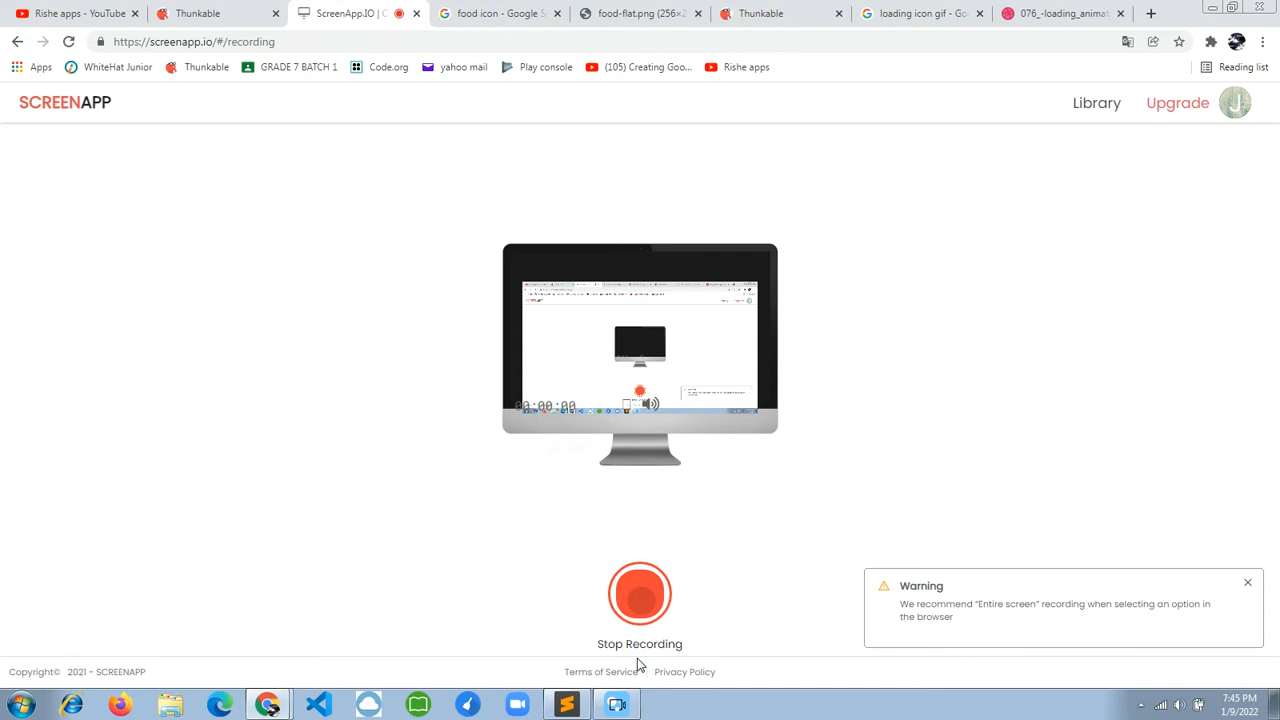 Rishe apps - YouTube
Thunkable
ScreenApp.IO | C
food icon - Google S
food-flat.png (256×2
Thunkable
loading icon gif - Go
076_-loading_animat
https://screenapp.io/#/recording
Apps
WhiteHat Junior
Thunkable
GRADE 7 BATCH 1
Code.org
yahoo mail
Play console
(105) Creating Goo...
Rishe apps
Reading list
SCREENAPP
Library
Upgrade
J
00:00:00
Stop Recording
Warning
We recommend “Entire screen” recording when selecting an option in
the browser
Copyright© 2021 - SCREENAPP
Terms of Service
Privacy Policy
7:45 PM
1/9/2022